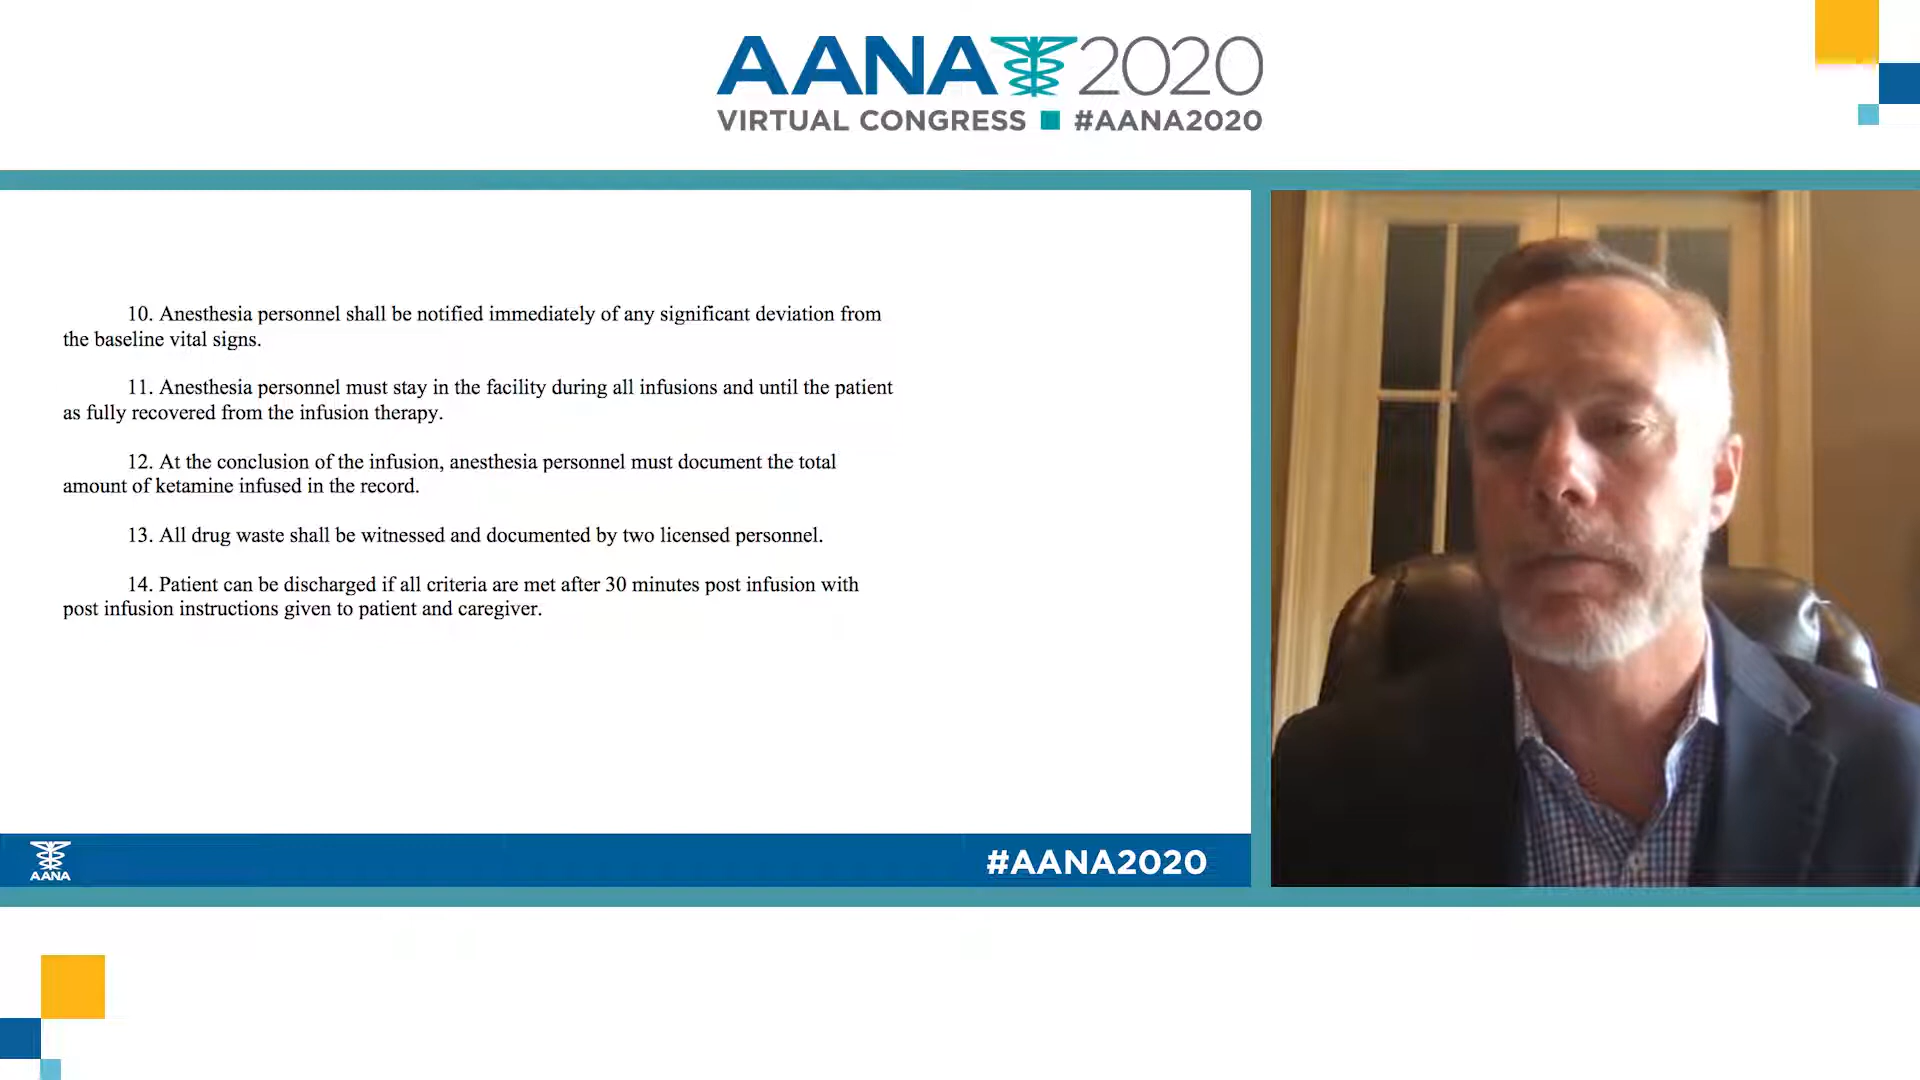 AANA 2020
VIRTUAL CONGRESS #AANA2020
10. Anesthesia personnel shall be notified immediately of any significant deviation from
the baseline vital signs.
11. Anesthesia personnel must stay in the facility during all infusions and until the patient
as fully recovered from the infusion therapy.
12. At the conclusion of the infusion, anesthesia personnel must document the total
amount of ketamine infused in the record.
13. All drug waste shall be witnessed and documented by two licensed personnel.
14. Patient can be discharged if all criteria are met after 30 minutes post infusion with
post infusion instructions given to patient and caregiver.
AANA
#AANA2020